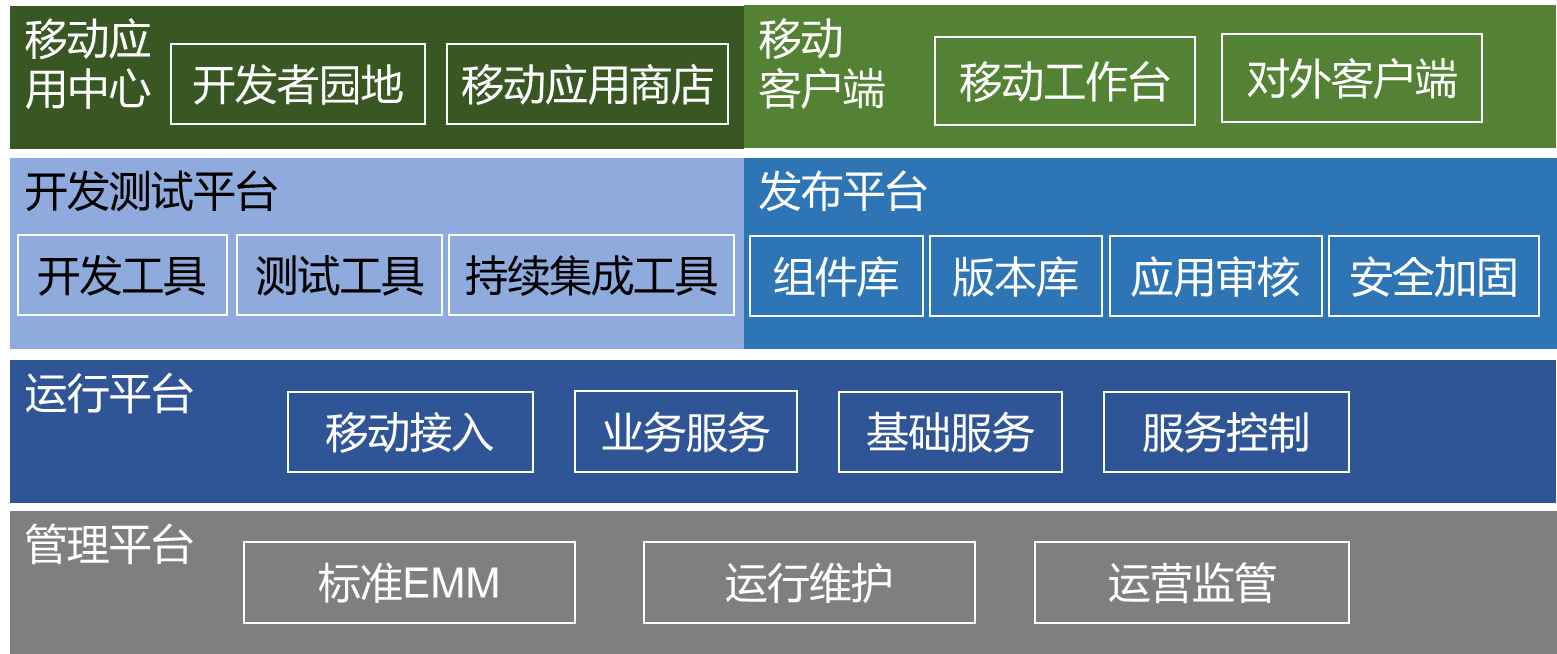 移动应
用中心
开发者园地
移动应用商店
移动
客户端
移动工作台
对外客户端
开发测试平台
开发工具
测试工具
持续集成工具
发布平台
组件库
版本库
应用审核
安全加固
运行平台
移动接入
业务服务
基础服务
服务控制
管理平台
标准EMM
运行维护
运营监管